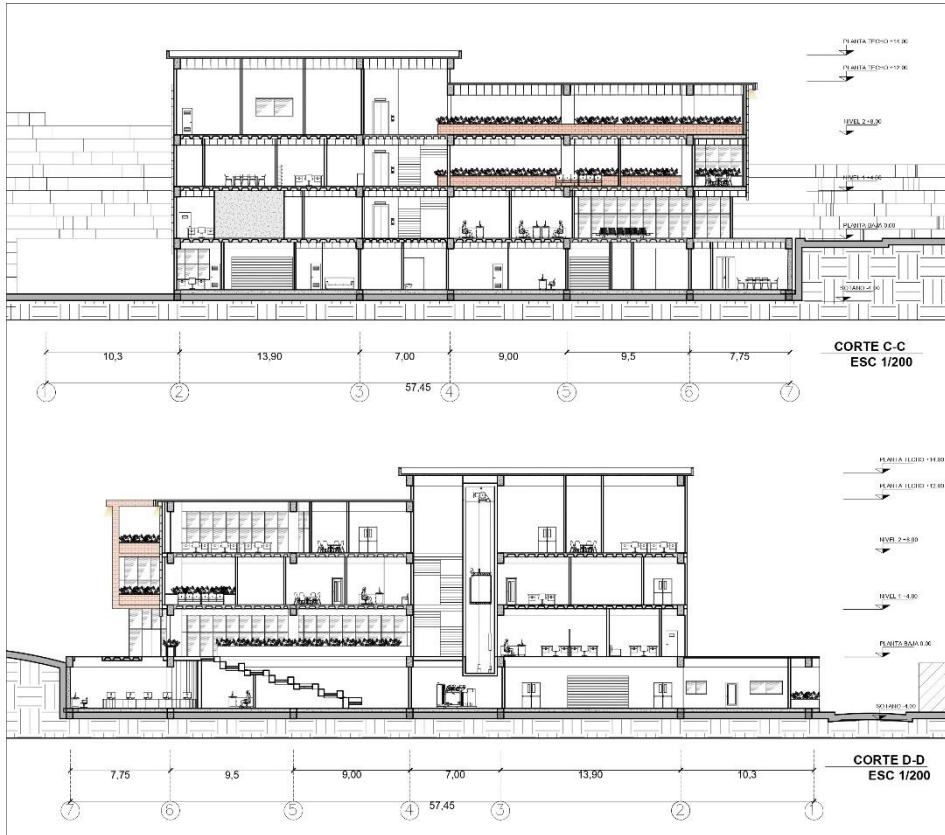 PLANTA TECHO +14.00
PLANTA TECHO +12.00
NIVEL 2 +8.00
NIVEL 1 +4.00
PLANTA BAJA 0.00
SOTANO -4.00
10,3 13,90 7,00 9,00 9,5 7,75
57,45
1 2 3 4 5 6 7
CORTE C-C
ESC 1/200
PLANTA TECHO +14.00
PLANTA TECHO +12.00
NIVEL 2 +8.00
NIVEL 1 +4.00
PLANTA BAJA 0.00
SOTANO -4.00
7,75 9,5 9,00 7,00 13,90 10,3
57,45
7 6 5 4 3 2 1
CORTE D-D
ESC 1/200